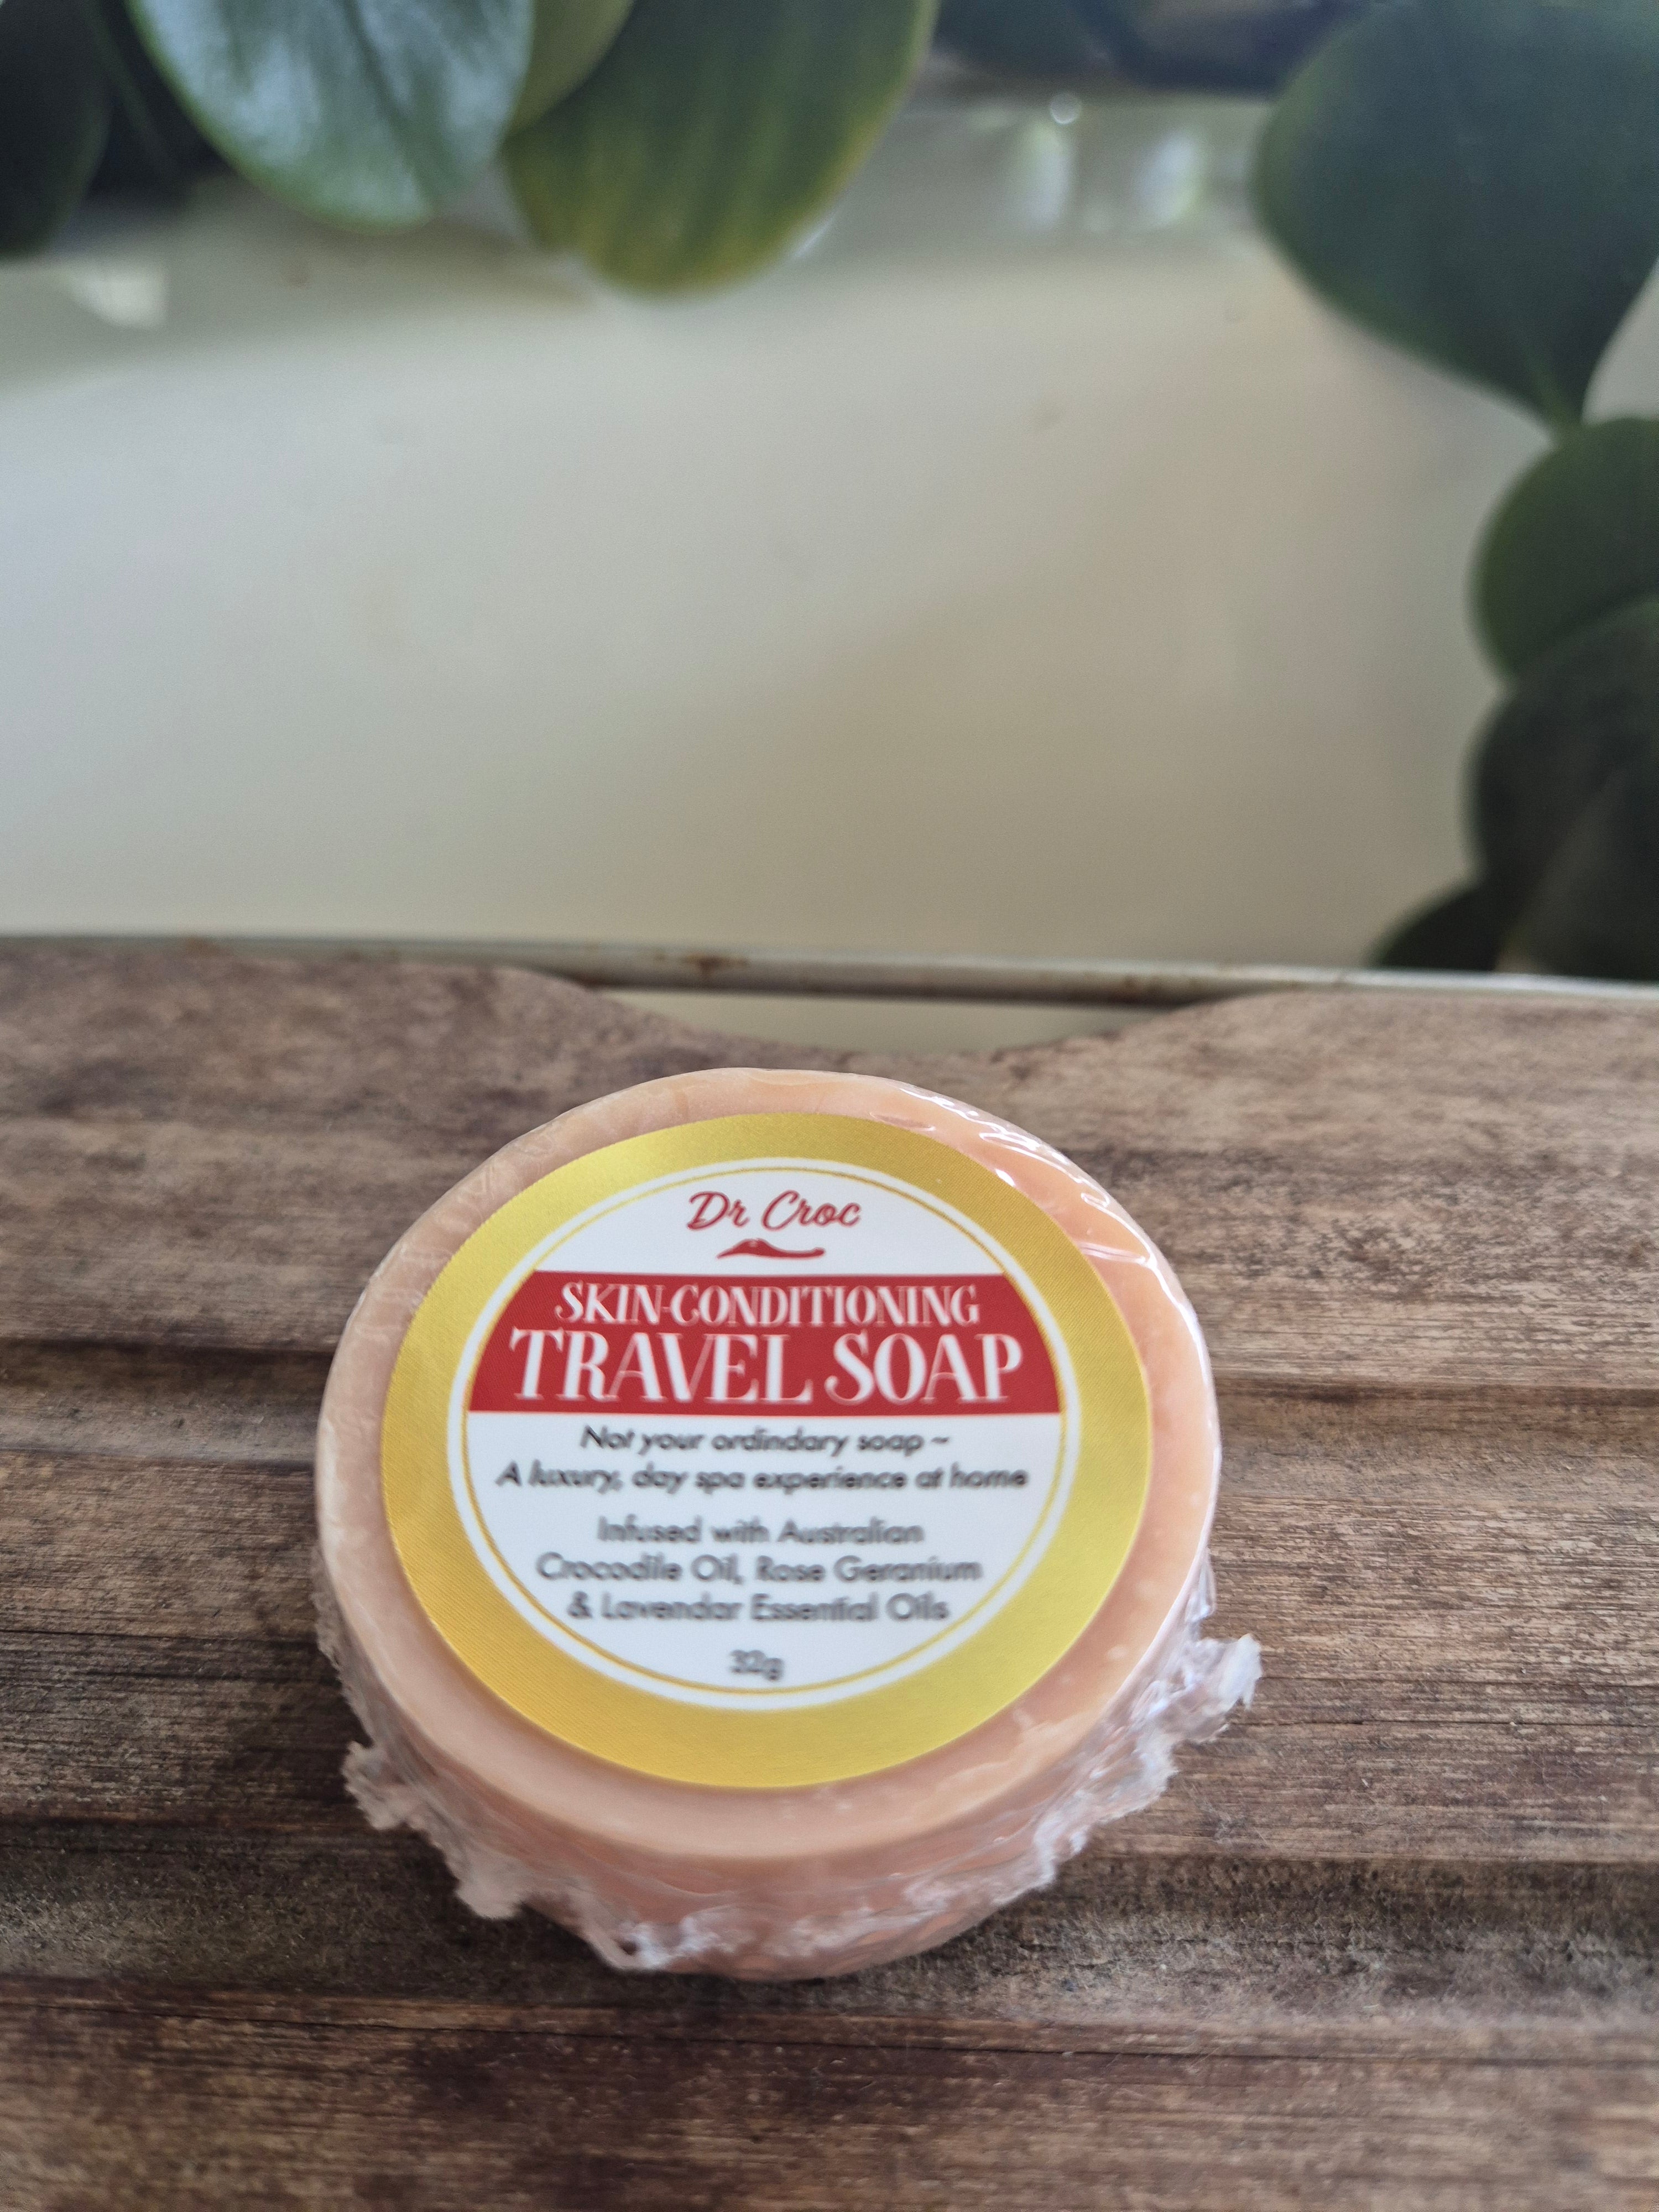 Dr Croc
SKIN-CONDITIONING
TRAVEL SOAP
Not your ordindary soap ~
A luxury, day spa experience at home
Infused with Australian
Crocodile Oil, Rose Geranium
& Lavendar Essential Oils
32g